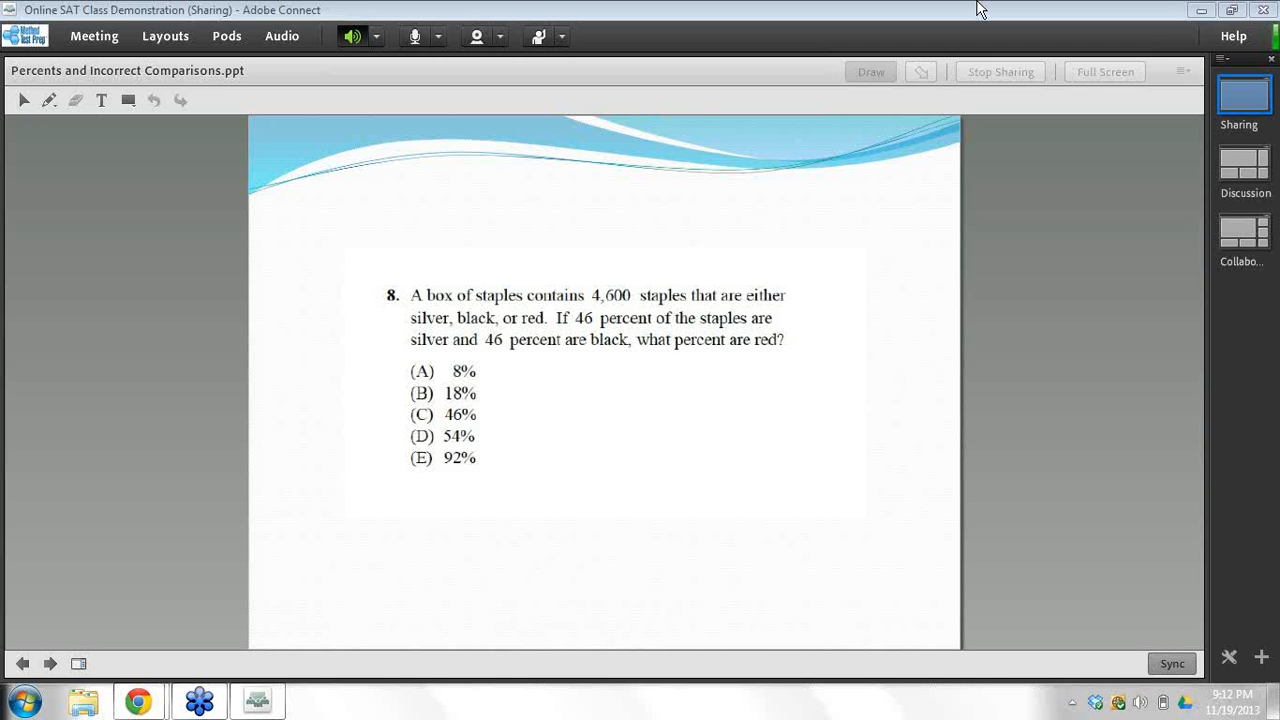 Online SAT Class Demonstration (Sharing) - Adobe Connect
Method Test Prep
Meeting Layouts Pods Audio Help
Percents and Incorrect Comparisons.ppt Draw Stop Sharing Full Screen
T
Sharing
Discussion
Collabo...
8. A box of staples contains 4,600 staples that are either
silver, black, or red. If 46 percent of the staples are
silver and 46 percent are black, what percent are red?
(A) 8%
(B) 18%
(C) 46%
(D) 54%
(E) 92%
Sync
9:12 PM
11/19/2013